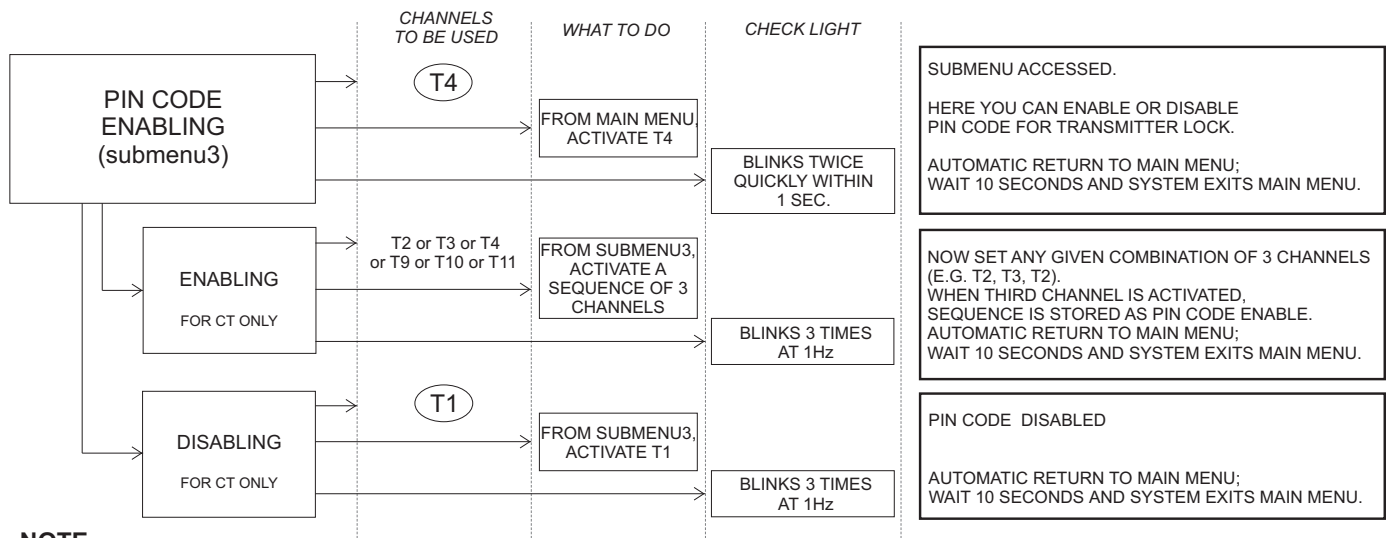 CHANNELS
TO BE USED
WHAT TO DO
CHECK LIGHT
PIN CODE
ENABLING
(submenu3)
T4
FROM MAIN MENU,
ACTIVATE T4
BLINKS TWICE
QUICKLY WITHIN
1 SEC.
SUBMENU ACCESSED.
HERE YOU CAN ENABLE OR DISABLE
PIN CODE FOR TRANSMITTER LOCK.
AUTOMATIC RETURN TO MAIN MENU;
WAIT 10 SECONDS AND SYSTEM EXITS MAIN MENU.
ENABLING
FOR CT ONLY
T2 or T3 or T4
or T9 or T10 or T11
FROM SUBMENU3,
ACTIVATE A
SEQUENCE OF 3
CHANNELS
BLINKS 3 TIMES
AT 1Hz
NOW SET ANY GIVEN COMBINATION OF 3 CHANNELS
(E.G. T2, T3, T2).
WHEN THIRD CHANNEL IS ACTIVATED,
SEQUENCE IS STORED AS PIN CODE ENABLE.
AUTOMATIC RETURN TO MAIN MENU;
WAIT 10 SECONDS AND SYSTEM EXITS MAIN MENU.
DISABLING
FOR CT ONLY
T1
FROM SUBMENU3,
ACTIVATE T1
BLINKS 3 TIMES
AT 1Hz
PIN CODE DISABLED
AUTOMATIC RETURN TO MAIN MENU;
WAIT 10 SECONDS AND SYSTEM EXITS MAIN MENU.
NOTE